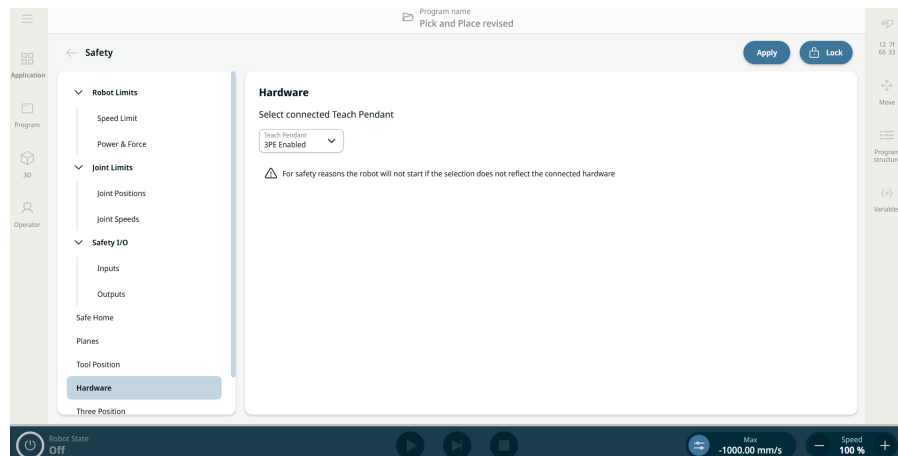 Program name
Pick and Place revised
Safety
Apply
Lock
Application
Program
3D
Operator
Robot Limits
Speed Limit
Power & Force
Joint Limits
Joint Positions
Joint Speeds
Safety I/O
Inputs
Outputs
Safe Home
Planes
Tool Position
Hardware
Three Position
Hardware
Select connected Teach Pendant
Teach Pendant
3PE Enabled
For safety reasons the robot will not start if the selection does not reflect the connected hardware
66 33
Move
Program
structure
{x}
Variable
Robot State
Off
Max
-1000.00 mm/s
Speed
100 %